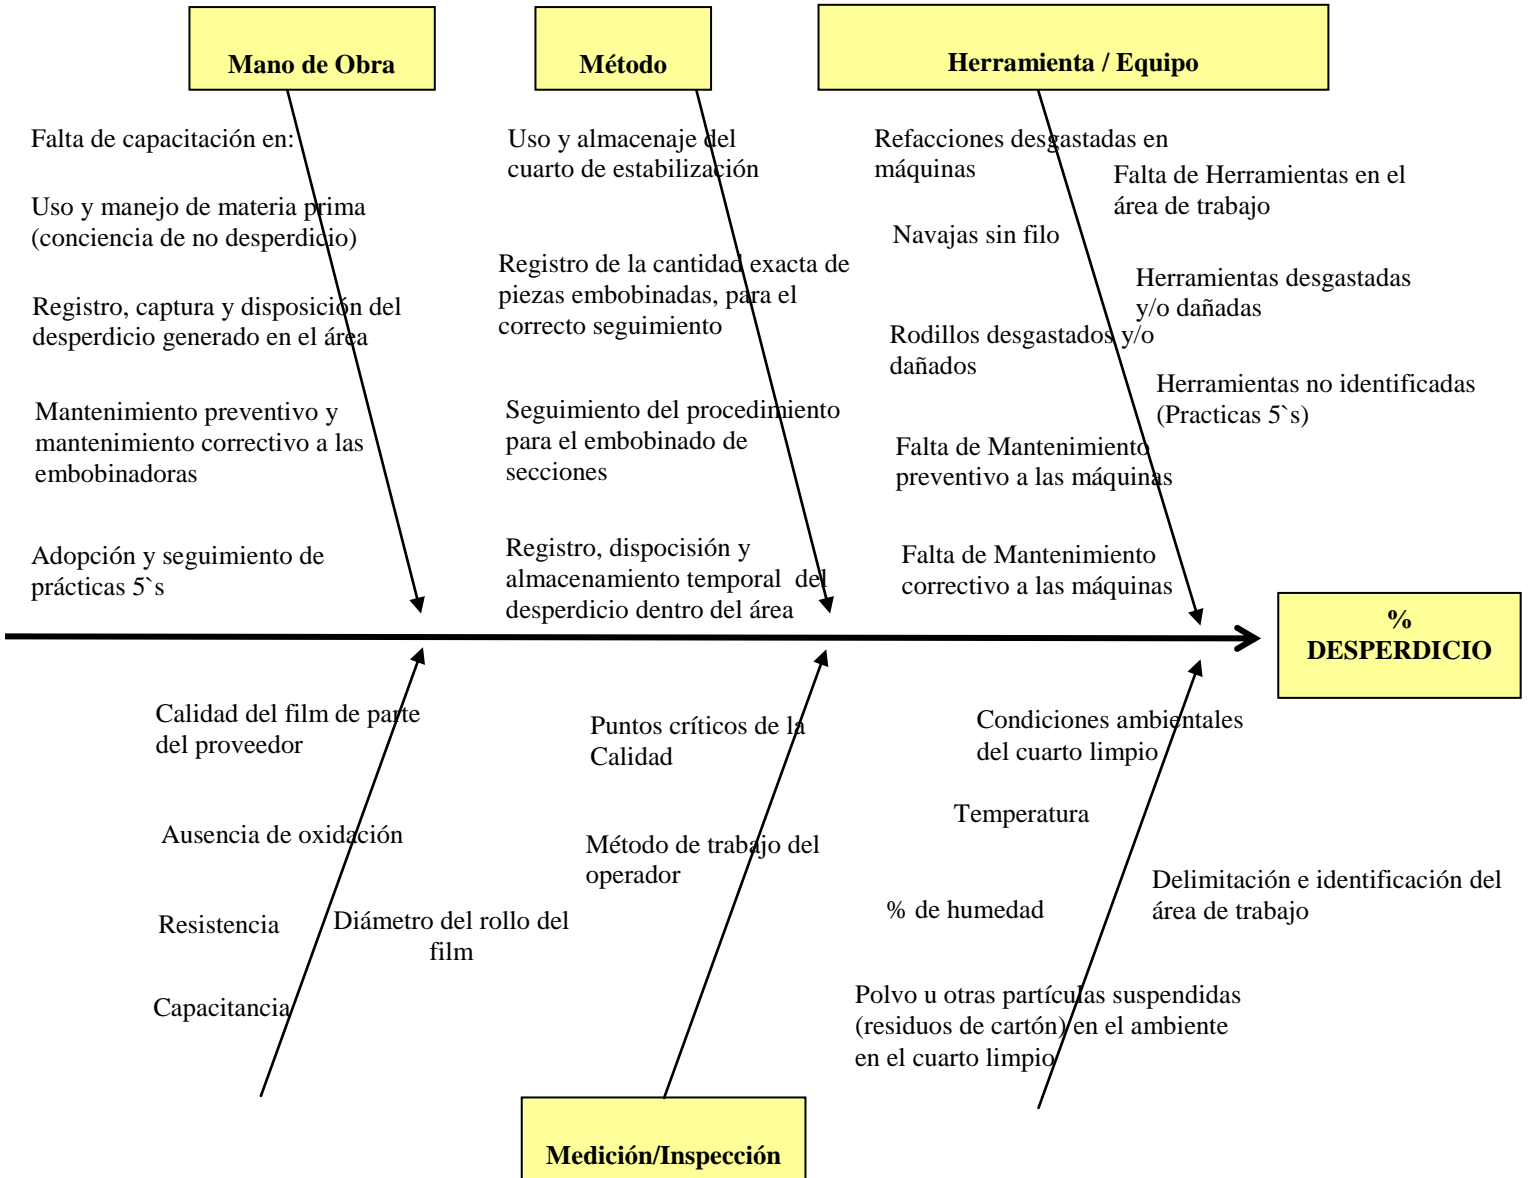 Mano de Obra
Método
Herramienta / Equipo
Falta de capacitación en:
Uso y manejo de materia prima
(conciencia de no desperdicio)
Registro, captura y disposición del
desperdicio generado en el área
Mantenimiento preventivo y
mantenimiento correctivo a las
embobinadoras
Adopción y seguimiento de
prácticas 5`s
Uso y almacenaje del
cuarto de estabilización
Registro de la cantidad exacta de
piezas embobinadas, para el
correcto seguimiento
Seguimiento del procedimiento
para el embobinado de
secciones
Registro, dispocisión y
almacenamiento temporal  del
desperdicio dentro del área
Refacciones desgastadas en
máquinas
Navajas sin filo
Rodillos desgastados y/o
dañados
Falta de Mantenimiento
preventivo a las máquinas
Falta de Mantenimiento
correctivo a las máquinas
Falta de Herramientas en el
área de trabajo
Herramientas desgastadas
y/o dañadas
Herramientas no identificadas
(Practicas 5`s)
%
DESPERDICIO
Calidad del film de parte
del proveedor
Ausencia de oxidación
Resistencia
Capacitancia
Diámetro del rollo del
film
Puntos críticos de la
Calidad
Método de trabajo del
operador
Condiciones ambientales
del cuarto limpio
Temperatura
% de humedad
Polvo u otras partículas suspendidas
(residuos de cartón) en el ambiente
en el cuarto limpio
Delimitación e identificación del
área de trabajo
Medición/Inspección